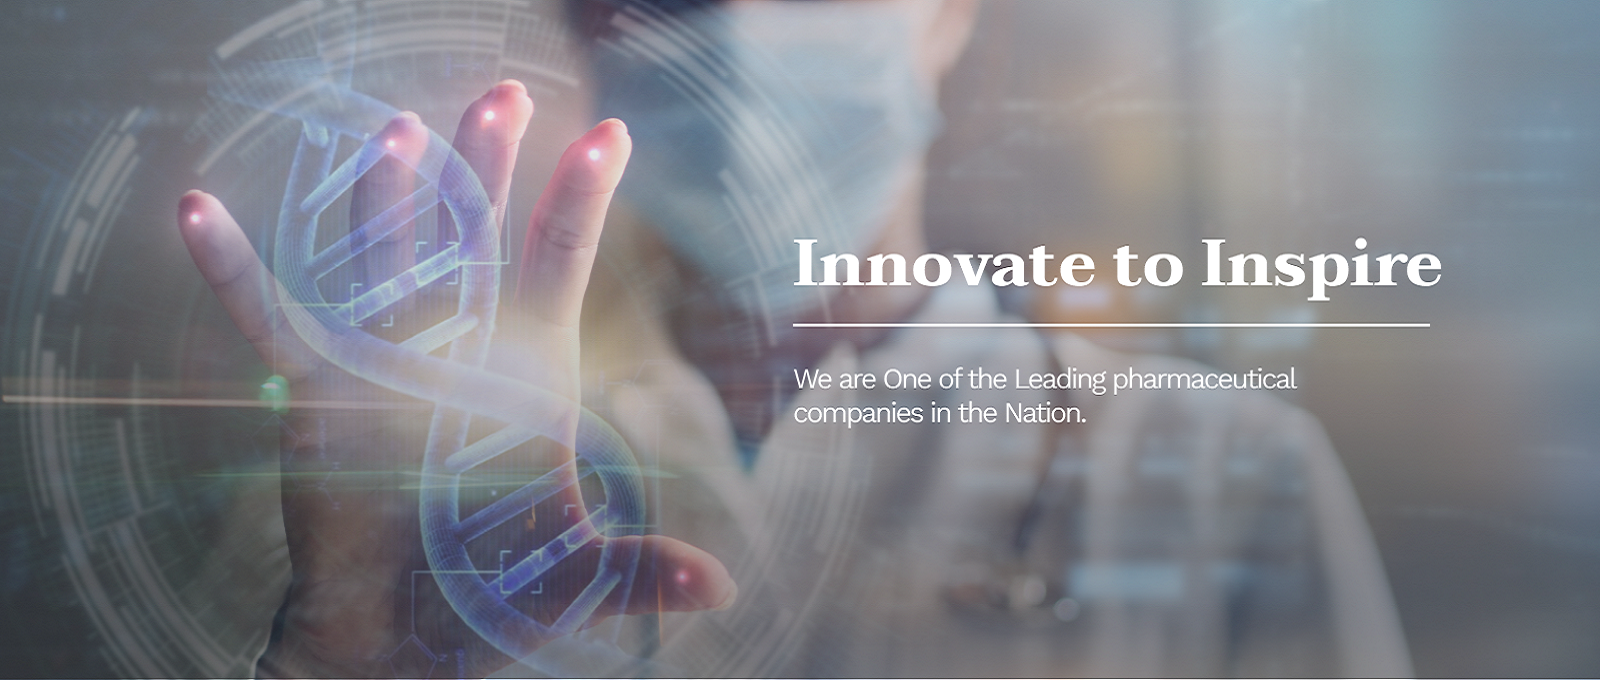 Innovate to Inspire
We are One of the Leading pharmaceutical
companies in the Nation.